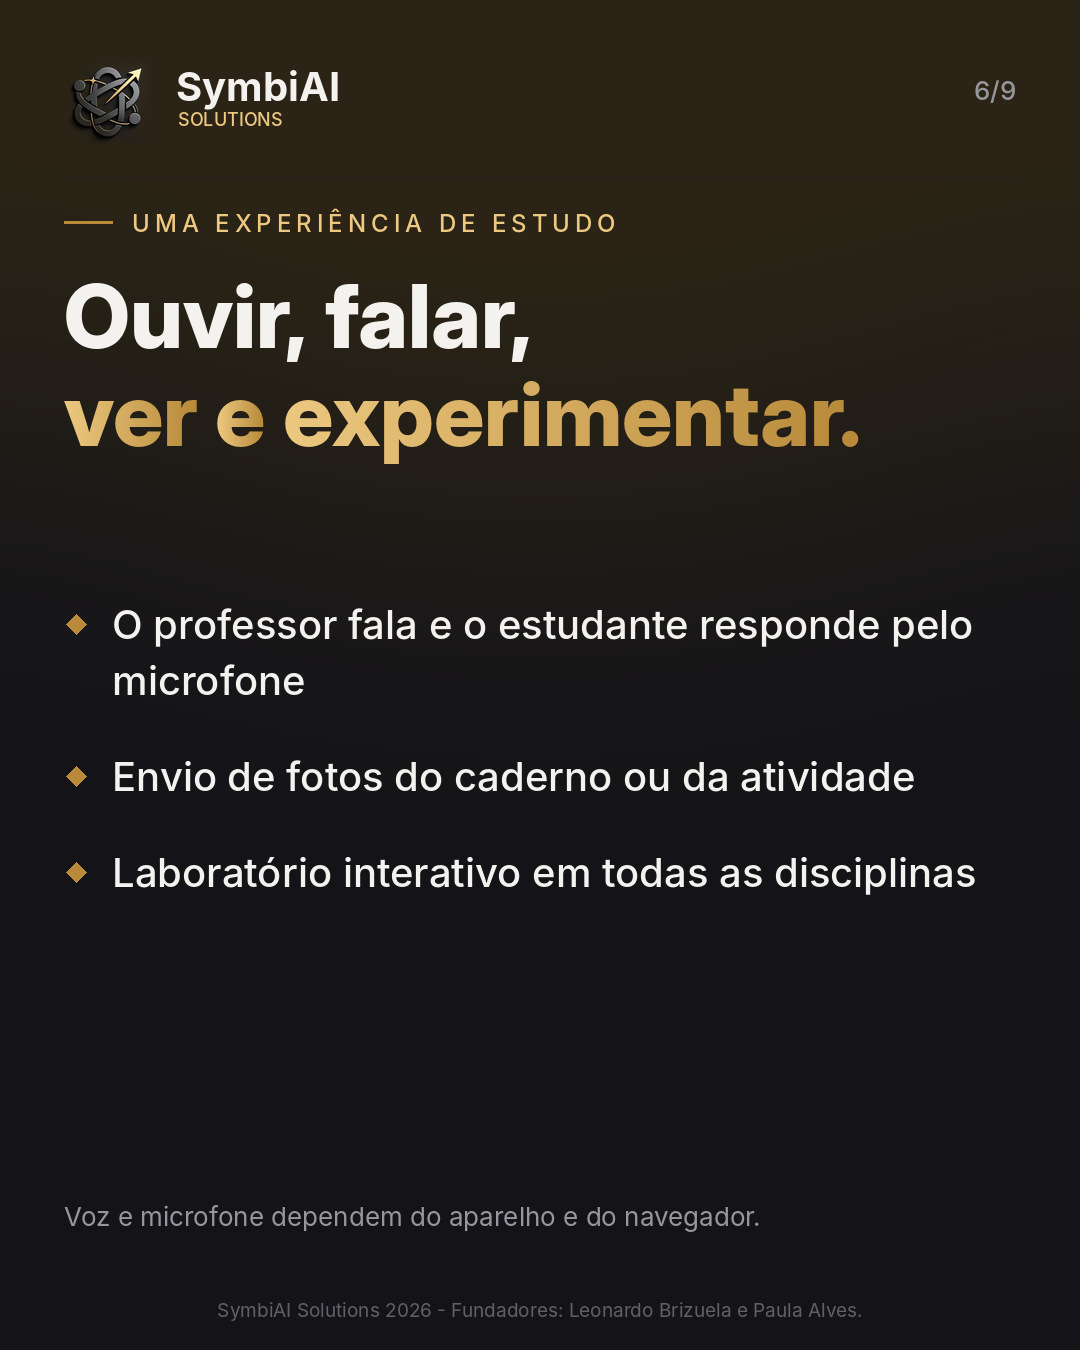 SymbiAI
SOLUTIONS
6/9
UMA EXPERIÊNCIA DE ESTUDO
Ouvir, falar,
ver e experimentar.
O professor fala e o estudante responde pelo
microfone
Envio de fotos do caderno ou da atividade
Laboratório interativo em todas as disciplinas
Voz e microfone dependem do aparelho e do navegador.
SymbiAI Solutions 2026 - Fundadores: Leonardo Brizuela e Paula Alves.